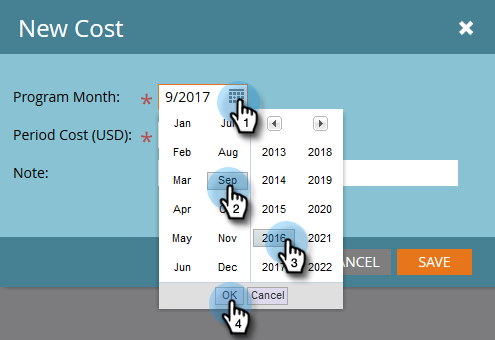 New Cost
Program Month: * 9/2017 1
Period Cost (USD): *
Note:
Jan Jul
Feb Aug 2013 2018
Mar Sep 2014 2019
2
Apr 2015 2020
May Nov 2016 2021
3
Jun Dec 2017 2022
OK Cancel
4
CANCEL SAVE